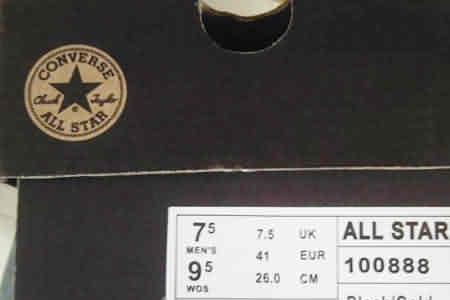 CONVERSE
Chuck Taylor
ALL STAR
7 5 7.5 UK ALL STAR
MEN'S 41 EUR 100888
9 5 26.0 CM
WDS